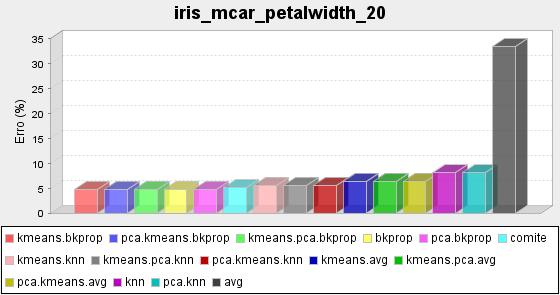 iris_mcar_petalwidth_20
Erro (%)
35
30
25
20
15
10
5
0
kmeans.bkprop pca.kmeans.bkprop kmeans.pca.bkprop bkprop pca.bkprop comite
kmeans.knn kmeans.pca.knn pca.kmeans.knn kmeans.avg kmeans.pca.avg
pca.kmeans.avg knn pca.knn avg